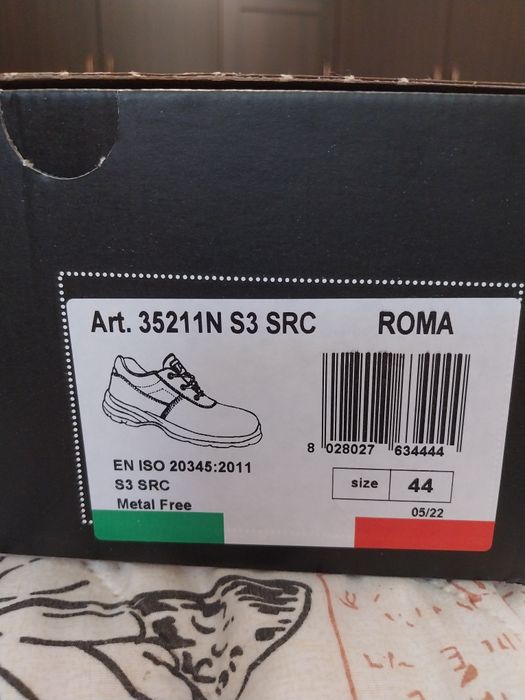 Art. 35211N S3 SRC ROMA
8 028027 634444
EN ISO 20345:2011
S3 SRC
size 44
Metal Free
05/22